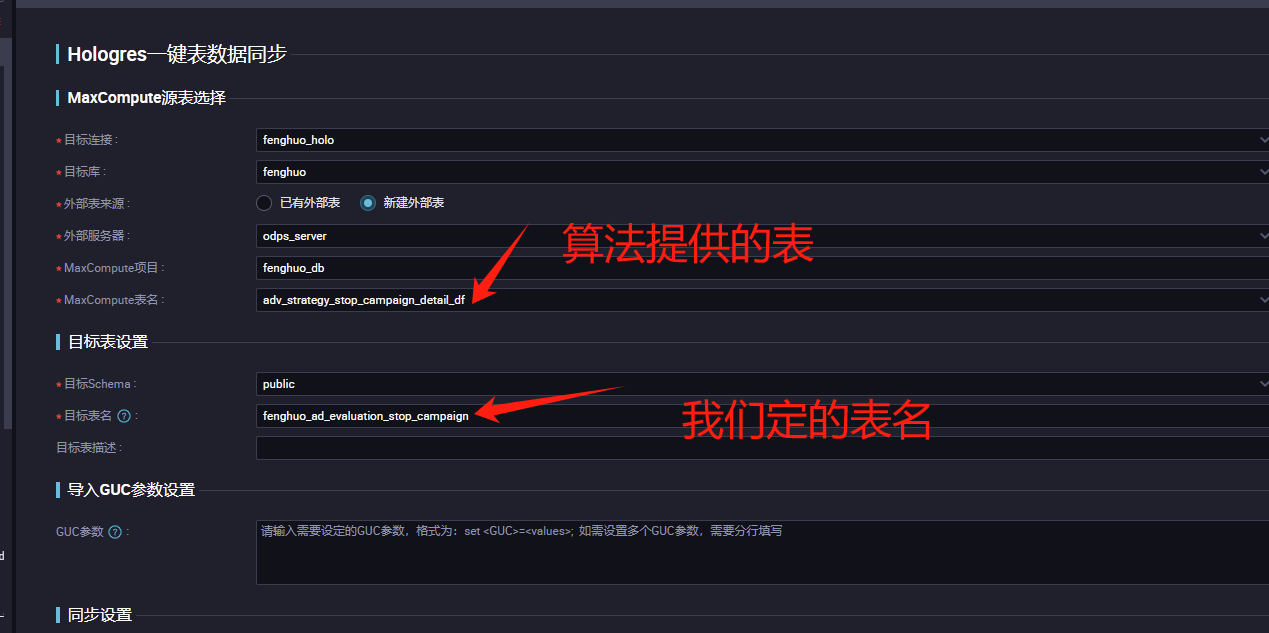 Hologres一键表数据同步
MaxCompute源表选择
*目标连接: fenghuo_holo
*目标库: fenghuo
*外部表来源: 已有外部表 新建外部表
*外部服务器: odps_server
算法提供的表
*MaxCompute项目: fenghuo_db
*MaxCompute表名: adv_strategy_stop_campaign_detail_df
目标表设置
*目标Schema: public
*目标表名 ? : fenghuo_ad_evaluation_stop_campaign
我们定的表名
目标表描述:
导入GUC参数设置
GUC参数 ? : 请输入需要设定的GUC参数，格式为：set <GUC>=<values>; 如需设置多个GUC参数，需要分行填写
d
同步设置